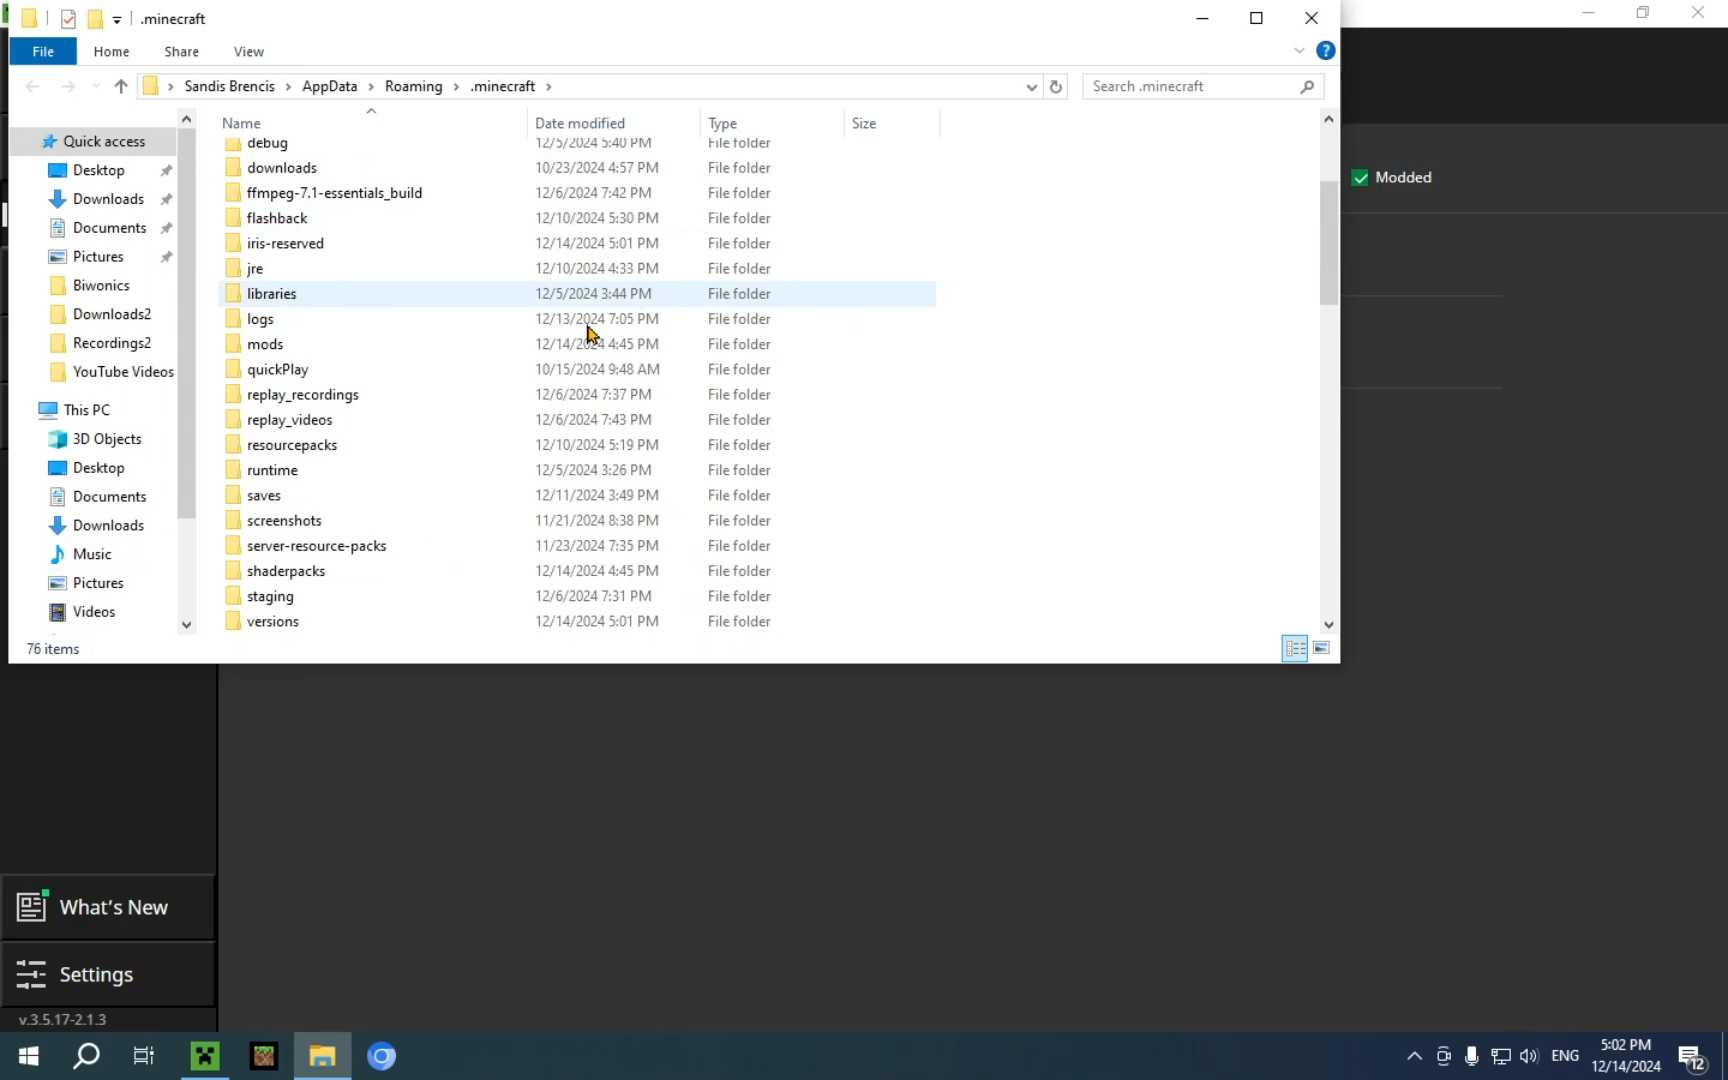 .minecraft
File Home Share View
Sandis Brencis > AppData > Roaming > .minecraft >
Search .minecraft
Name Date modified Type Size
Quick access
Desktop
Downloads
Documents
Pictures
Biwonics
Downloads2
Recordings2
YouTube Videos
This PC
3D Objects
Desktop
Documents
Downloads
Music
Pictures
Videos
debug 12/5/2024 5:40 PM File folder
downloads 10/23/2024 4:57 PM File folder
ffmpeg-7.1-essentials_build 12/6/2024 7:42 PM File folder
flashback 12/10/2024 5:30 PM File folder
iris-reserved 12/14/2024 5:01 PM File folder
jre 12/10/2024 4:33 PM File folder
libraries 12/5/2024 3:44 PM File folder
logs 12/13/2024 7:05 PM File folder
mods 12/14/2024 4:45 PM File folder
quickPlay 10/15/2024 9:48 AM File folder
replay_recordings 12/6/2024 7:37 PM File folder
replay_videos 12/6/2024 7:43 PM File folder
resourcepacks 12/10/2024 5:19 PM File folder
runtime 12/5/2024 3:26 PM File folder
saves 12/11/2024 3:49 PM File folder
screenshots 11/21/2024 8:38 PM File folder
server-resource-packs 11/23/2024 7:35 PM File folder
shaderpacks 12/14/2024 4:45 PM File folder
staging 12/6/2024 7:31 PM File folder
versions 12/14/2024 5:01 PM File folder
76 items
Modded
What's New
Settings
v.3.5.17-2.1.3
ENG
5:02 PM
12/14/2024
12